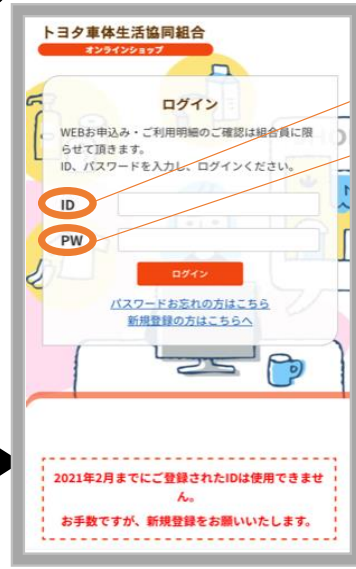 トヨタ車体生活協同組合
オンラインショップ
ログイン
WEBお申込み・ご利用明細のご確認は組合員に限
らせて頂きます。
ID、パスワードを入力し、ログインください。
ID
PW
ログイン
パスワードお忘れの方はこちら
新規登録の方はこちらへ
2021年2月までにご登録されたIDは使用できませ
ん。
お手数ですが、新規登録をお願いいたします。